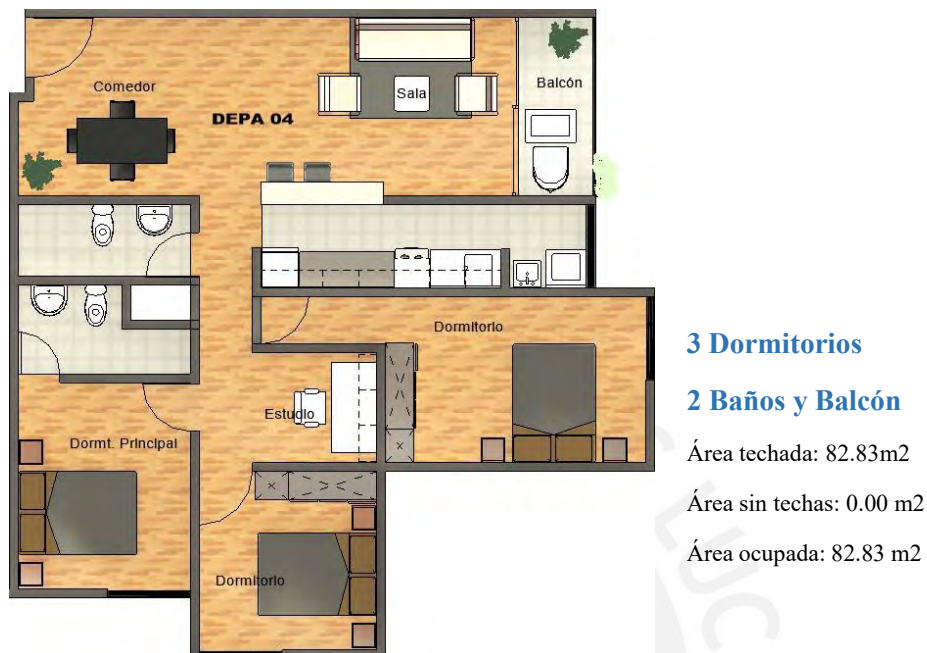 Comedor
Sala
Balcón
DEPA 04
Dormitorio
Estudio
Dormt. Principal
Dormitorio
3 Dormitorios
2 Baños y Balcón
Área techada: 82.83m2
Área sin techas: 0.00 m2
Área ocupada: 82.83 m2